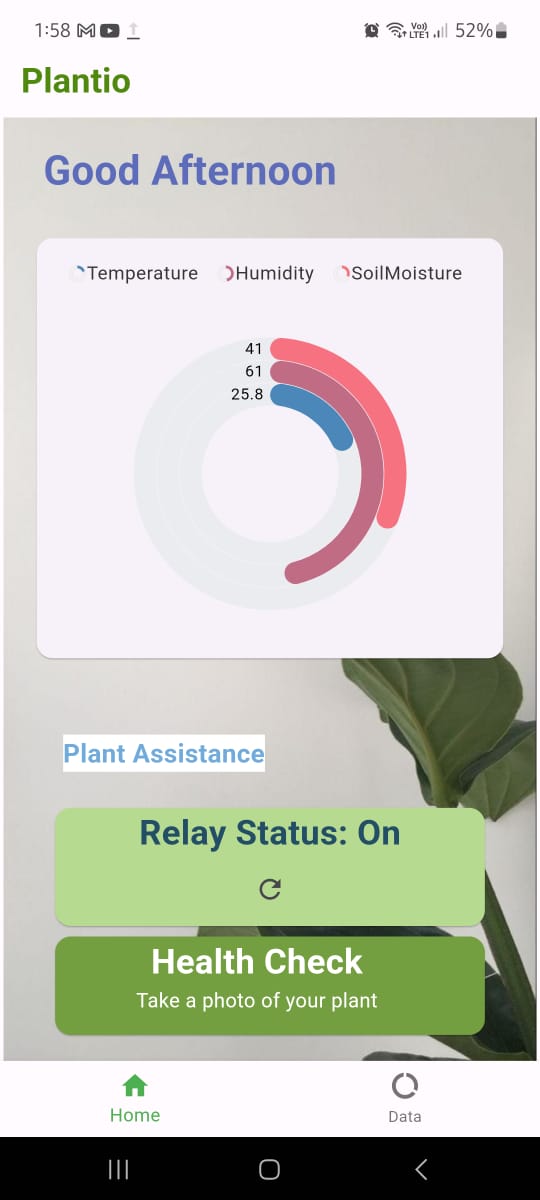 1:58 Vo)) LTE1 52%
Plantio
Good Afternoon
Temperature Humidity SoilMoisture
41
61
25.8
Plant Assistance
Relay Status: On
Health Check
Take a photo of your plant
Home Data